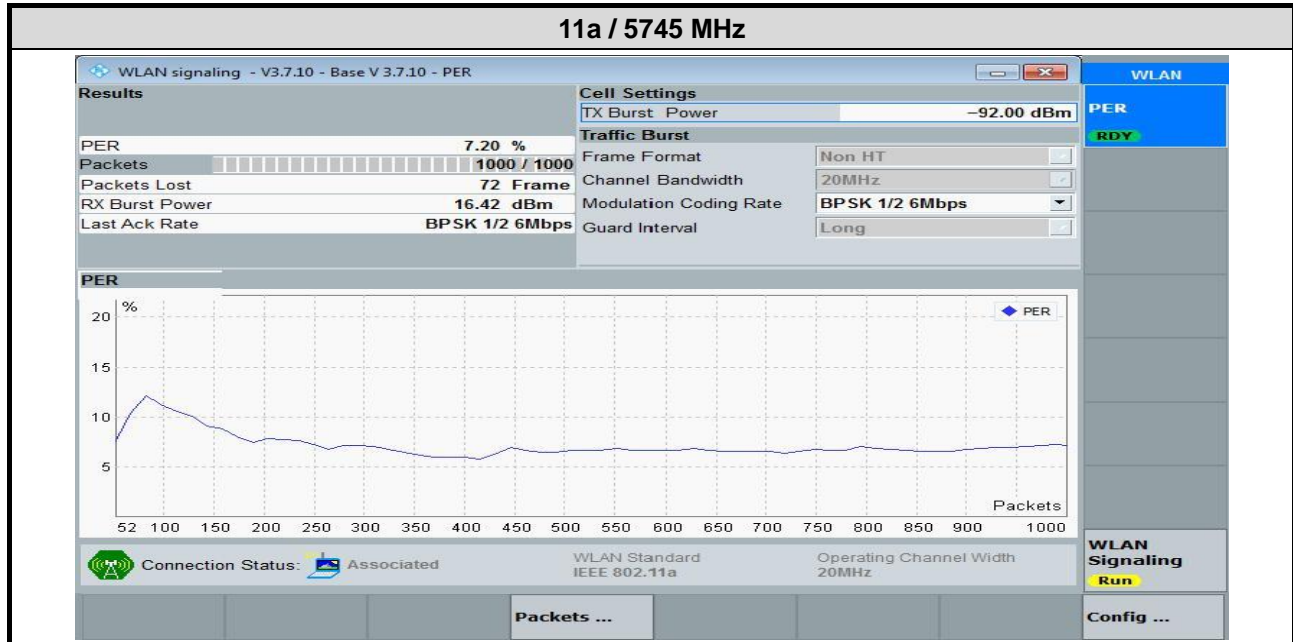 11a / 5745 MHz
WLAN signaling - V3.7.10 - Base V 3.7.10 - PER
Results
PER 7.20 %
Packets 1000 / 1000
Packets Lost 72 Frame
RX Burst Power 16.42 dBm
Last Ack Rate BPSK 1/2 6Mbps
Cell Settings
TX Burst Power −92.00 dBm
Traffic Burst
Frame Format Non HT
Channel Bandwidth 20MHz
Modulation Coding Rate BPSK 1/2 6Mbps
Guard Interval Long
WLAN
PER
RDY
PER
%
20
15
10
5
PER
Packets
52 100 150 200 250 300 350 400 450 500 550 600 650 700 750 800 850 900 1000
Connection Status: Associated
WLAN Standard
IEEE 802.11a
Operating Channel Width
20MHz
WLAN
Signaling
Run
Packets ...
Config ...